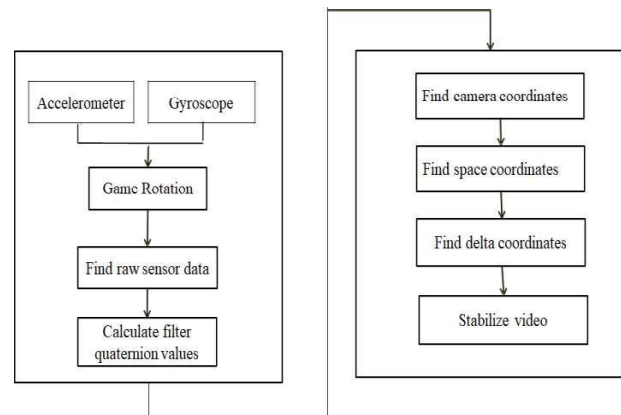 Accelerometer
Gyroscope
Game Rotation
Find raw sensor data
Calculate filter
quaternion values
Find camera coordinates
Find space coordinates
Find delta coordinates
Stabilize video